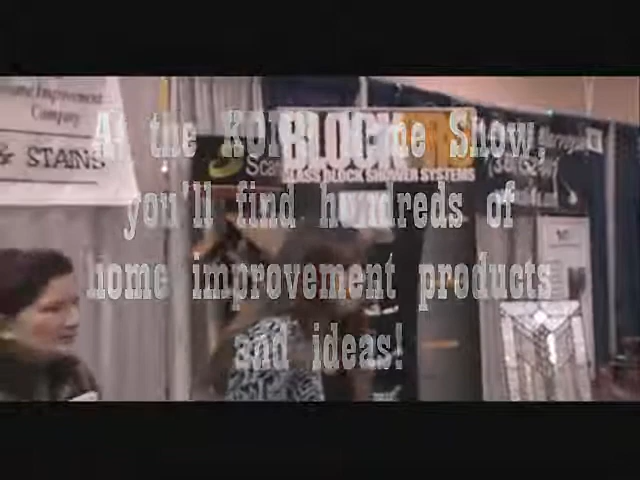 Improvement
Company
& STAINS
At the Home Show,
you'll find hundreds of
home improvement products
and ideas!
BLOCK
GLASS BLOCK SHOWER SYSTEMS